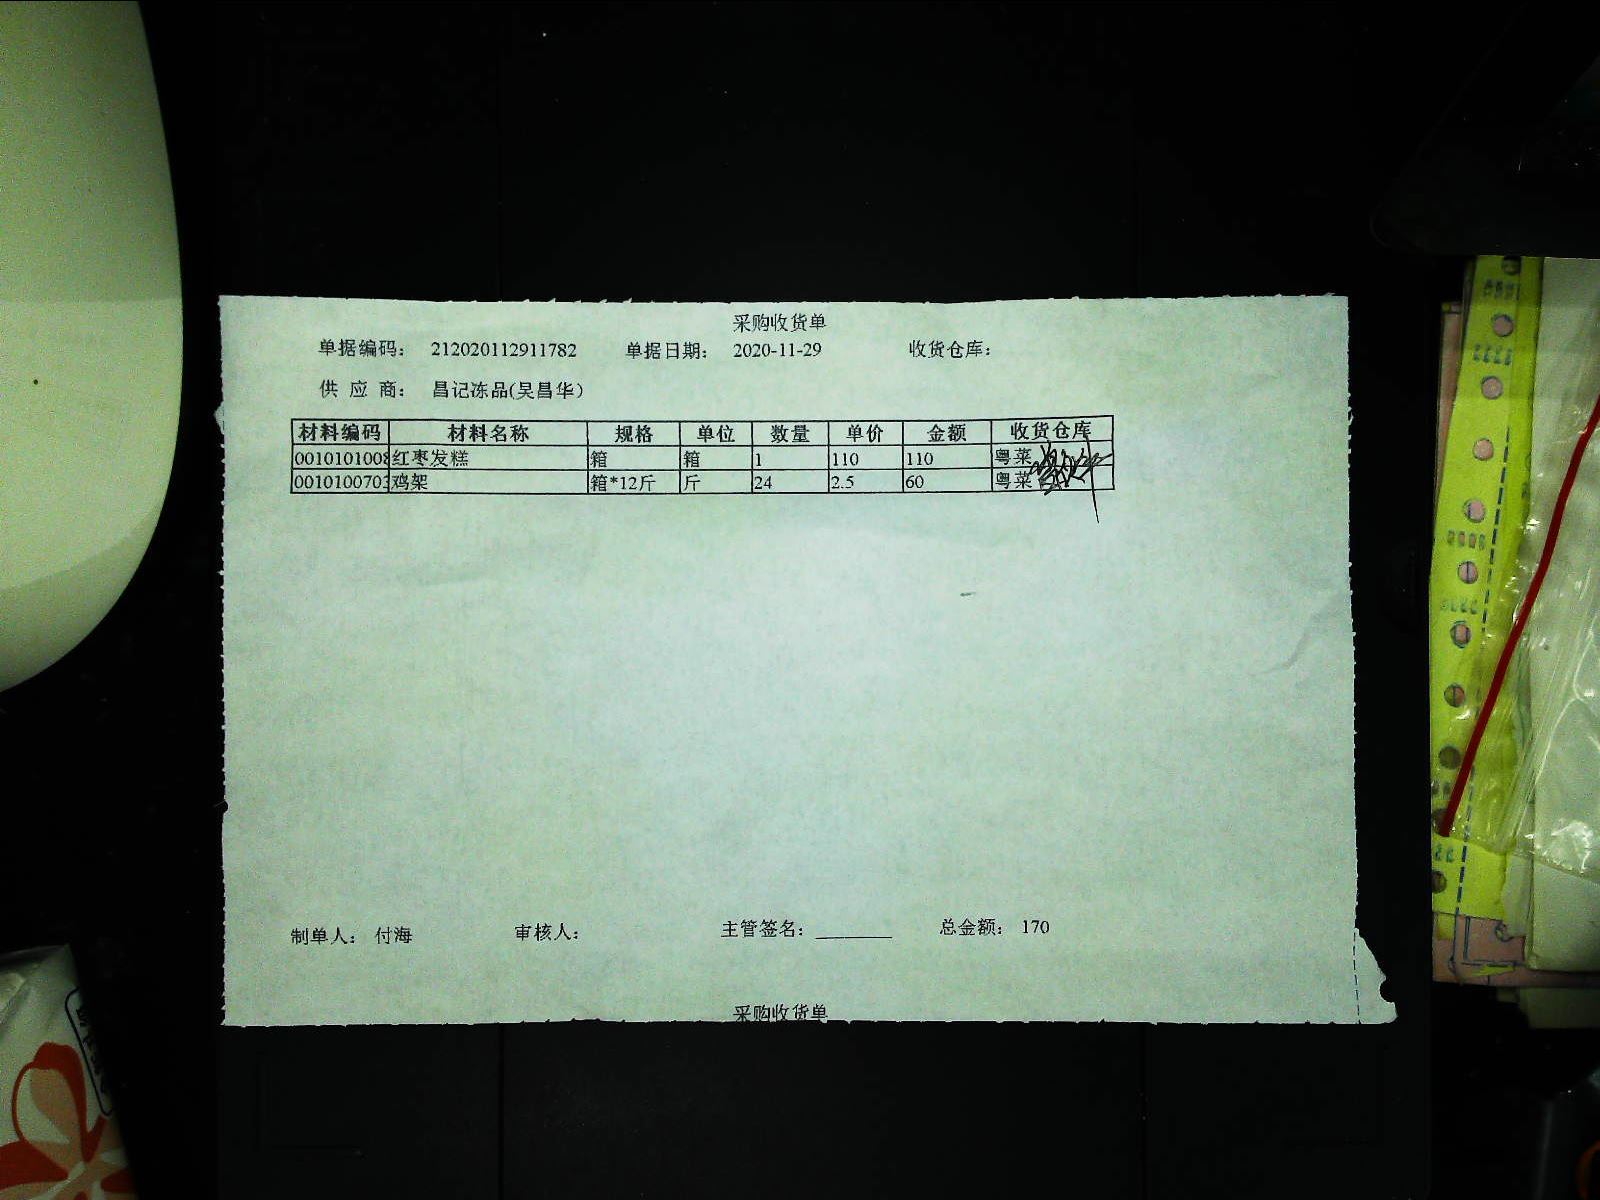 采购收货单
单据编码: 212020112911782 单据日期: 2020-11-29 收货仓库:
供 应 商: 昌记冻品(吴昌华)
材料编码 材料名称 规格 单位 数量 单价 金额 收货仓库
0010101008 红枣发糕 箱 箱 1 110 110 粤菜
0010100703 鸡架 箱*12斤 斤 24 2.5 60 粤菜
制单人: 付海 审核人: 主管签名: ________ 总金额: 170
采购收货单